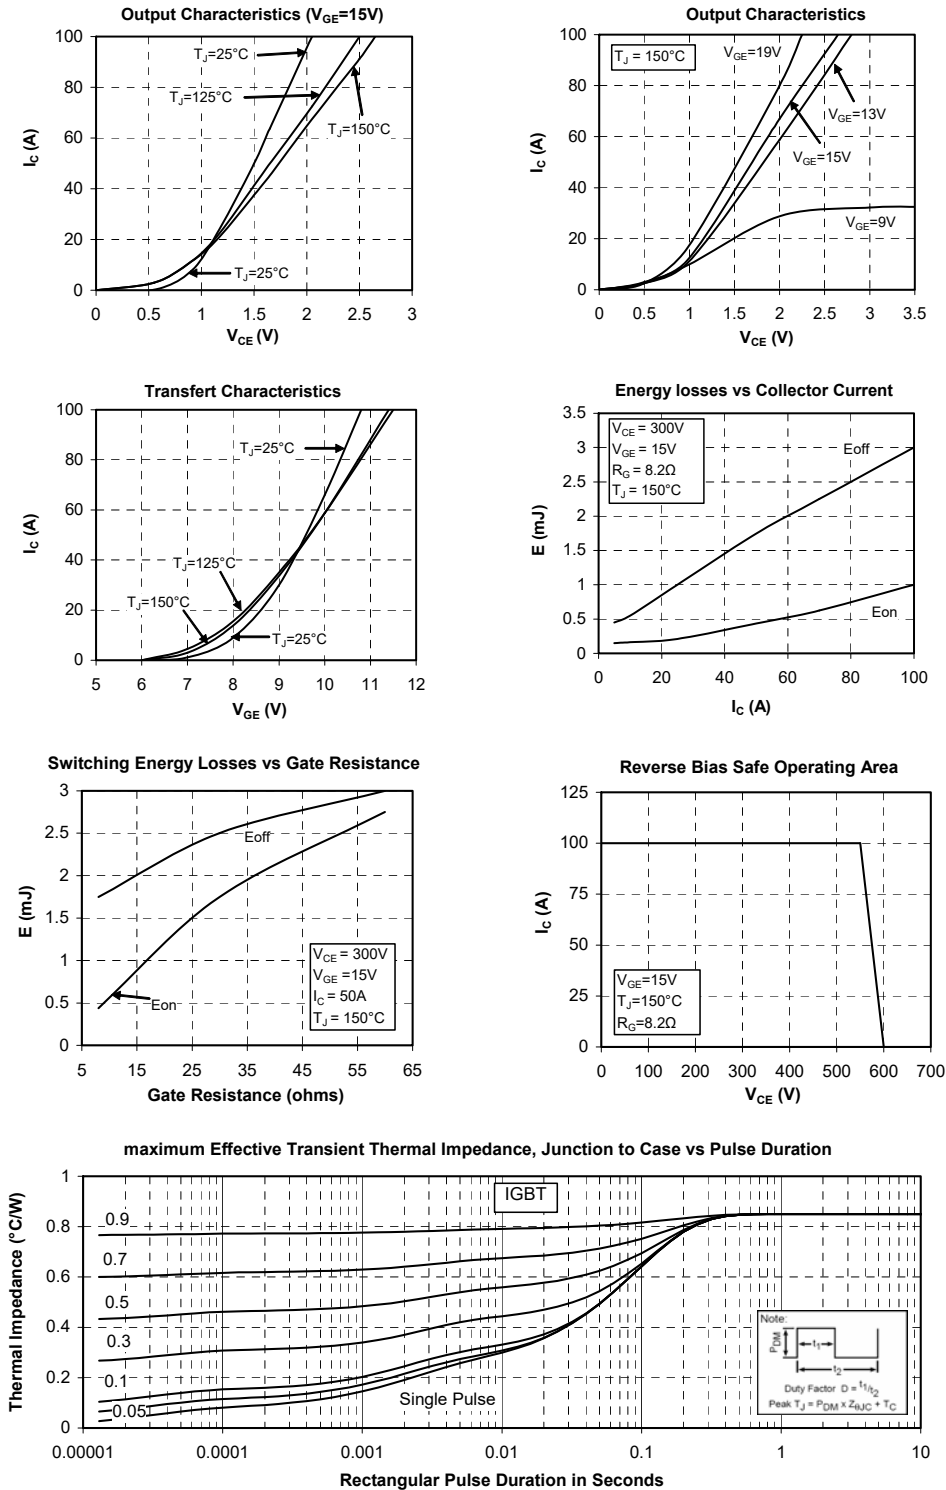 Output Characteristics (VGE=15V)
100
80
60
40
20
0
0 0.5 1 1.5 2 2.5 3
IC (A)
VCE (V)
TJ=25°C
TJ=125°C
TJ=150°C
TJ=25°C
Output Characteristics
100
80
60
40
20
0
0 0.5 1 1.5 2 2.5 3 3.5
IC (A)
VCE (V)
TJ = 150°C
VGE=19V
VGE=13V
VGE=15V
VGE=9V
Transfert Characteristics
100
80
60
40
20
0
5 6 7 8 9 10 11 12
IC (A)
VGE (V)
TJ=25°C
TJ=125°C
TJ=150°C
TJ=25°C
Energy losses vs Collector Current
3.5
3
2.5
2
1.5
1
0.5
0
0 20 40 60 80 100
E (mJ)
IC (A)
VCE = 300V
VGE = 15V
RG = 8.2Ω
TJ = 150°C
Eoff
Eon
Switching Energy Losses vs Gate Resistance
3
2.5
2
1.5
1
0.5
0
5 15 25 35 45 55 65
E (mJ)
Gate Resistance (ohms)
Eoff
Eon
VCE = 300V
VGE =15V
IC = 50A
TJ = 150°C
Reverse Bias Safe Operating Area
125
100
75
50
25
0
0 100 200 300 400 500 600 700
IC (A)
VCE (V)
VGE=15V
TJ=150°C
RG=8.2Ω
maximum Effective Transient Thermal Impedance, Junction to Case vs Pulse Duration
1
0.8
0.6
0.4
0.2
0
0.00001 0.0001 0.001 0.01 0.1 1 10
Thermal Impedance (°C/W)
Rectangular Pulse Duration in Seconds
IGBT
0.9
0.7
0.5
0.3
0.1
0.05
Single Pulse
Note:
PDM
t1
t2
Duty Factor D = t1/t2
Peak TJ = PDM x ZθJC + TC